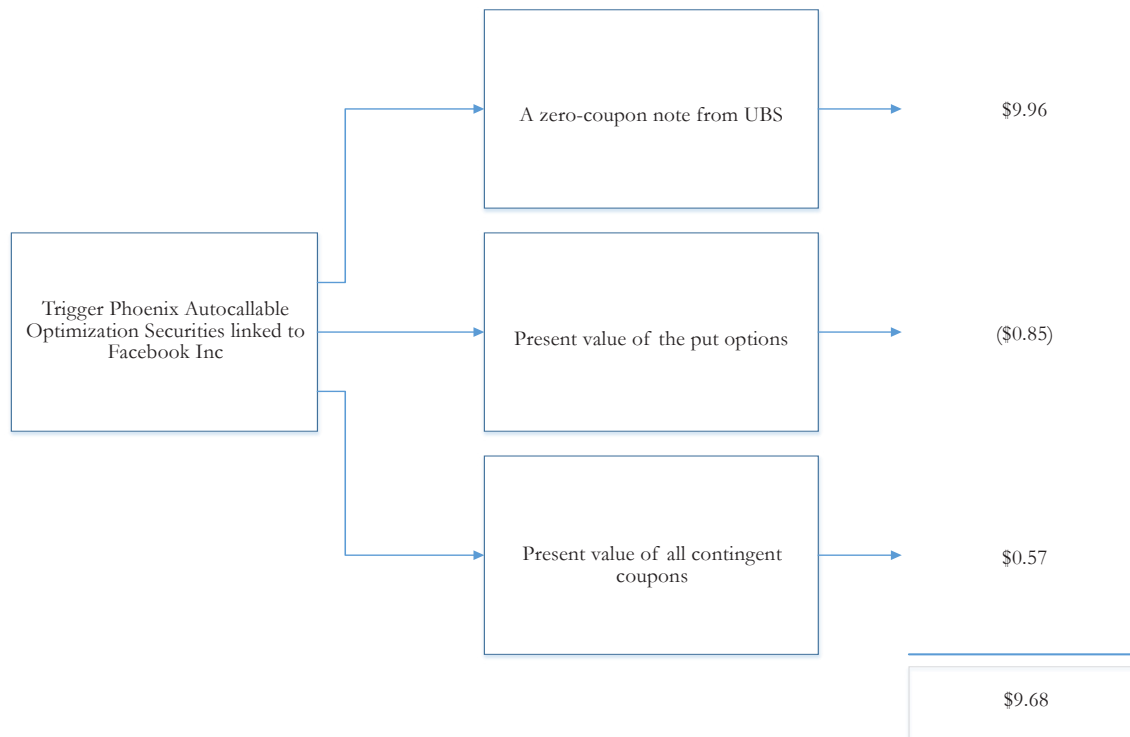 A zero-coupon note from UBS
$9.96
Trigger Phoenix Autocallable
Optimization Securities linked to
Facebook Inc
Present value of the put options
($0.85)
Present value of all contingent
coupons
$0.57
$9.68